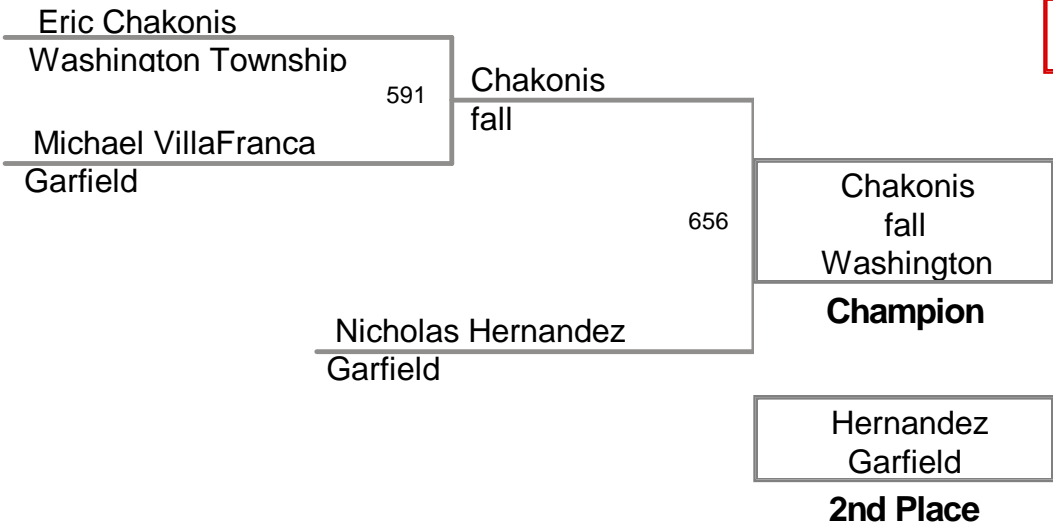 Eric Chakonis
Washington Township
591
Chakonis
fall
Michael VillaFranca
Garfield
656
Chakonis
fall
Washington
Champion
Nicholas Hernandez
Garfield
Hernandez
Garfield
2nd Place